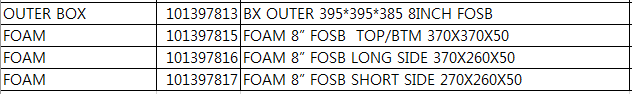 OUTER BOX 101397813 BX OUTER 395*395*385 8INCH FOSB
FOAM 101397815 FOAM 8” FOSB  TOP/BTM 370X370X50
FOAM 101397816 FOAM 8” FOSB LONG SIDE 370X260X50
FOAM 101397817 FOAM 8” FOSB SHORT SIDE 270X260X50